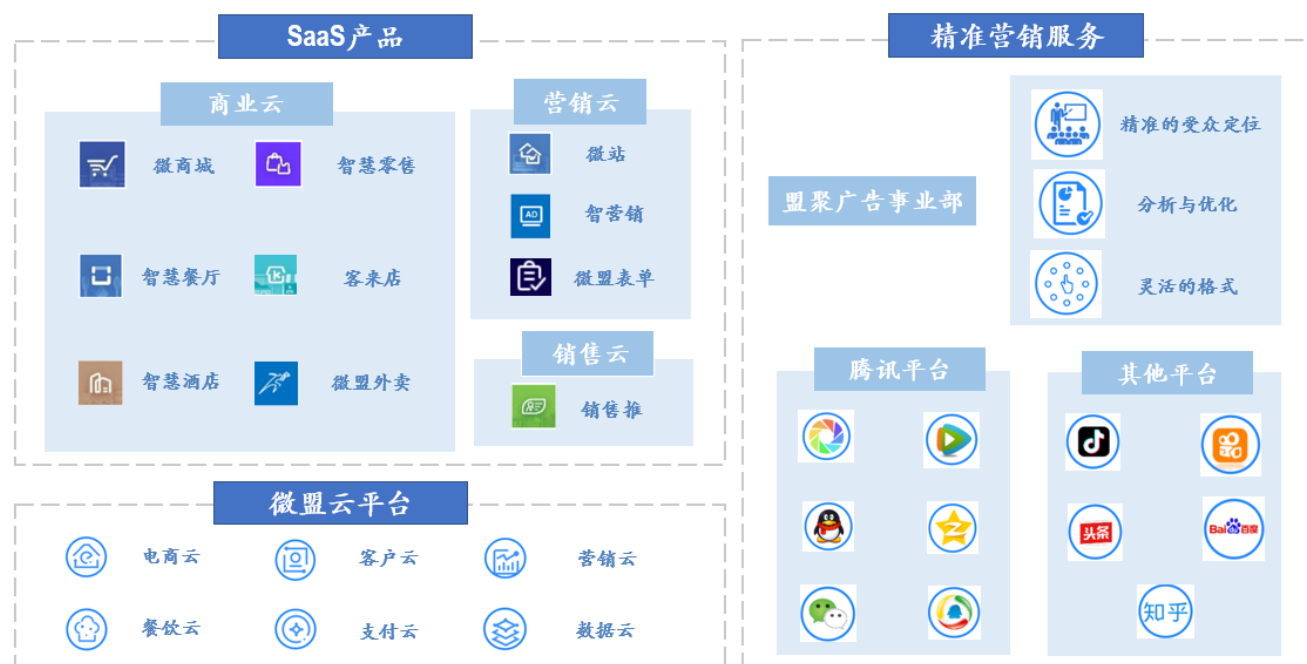 SaaS产品
商业云
微商城
智慧零售
智慧餐厅
客来店
智慧酒店
微盟外卖
营销云
微站
AD
智营销
微盟表单
销售云
销售推
微盟云平台
电商云
客户云
营销云
餐饮云
支付云
数据云
精准营销服务
盟聚广告事业部
精准的受众定位
分析与优化
灵活的格式
腾讯平台
其他平台
头条
Bai百度
知乎